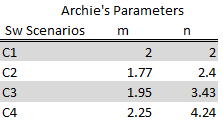 Archie's Parameters
Sw Scenarios m n
C1 2 2
C2 1.77 2.4
C3 1.95 3.43
C4 2.25 4.24